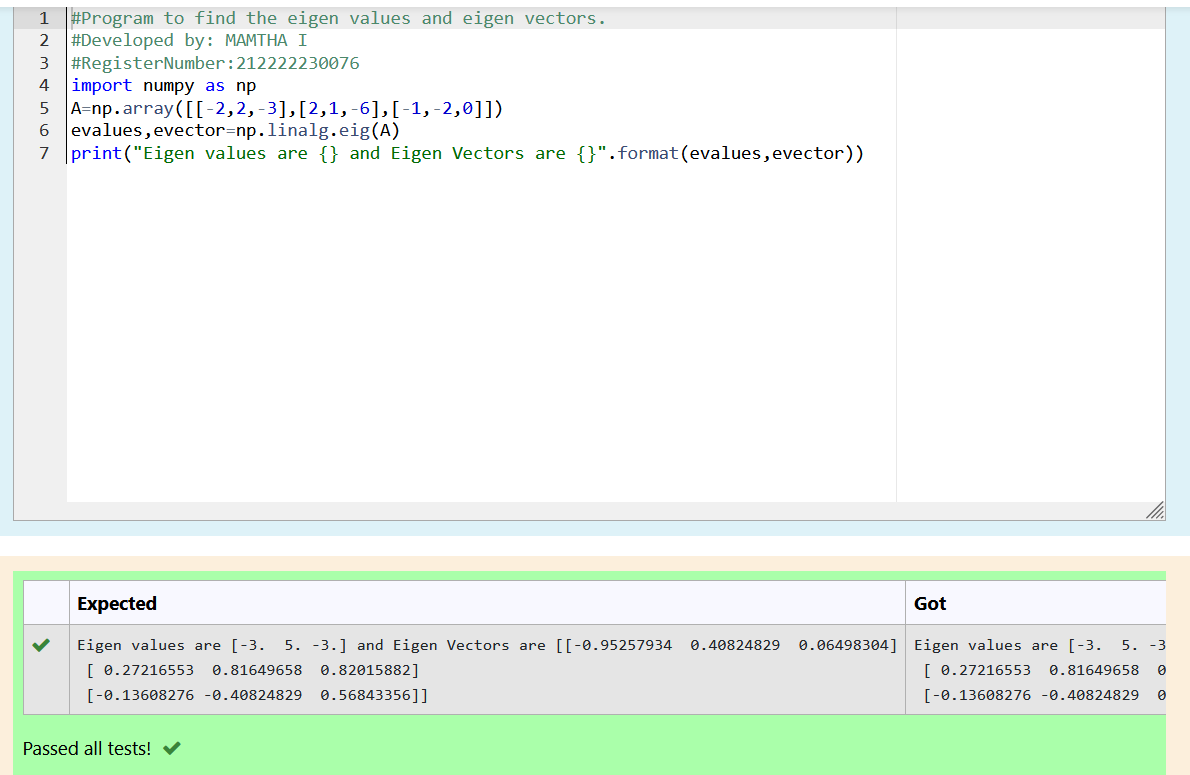 1 #Program to find the eigen values and eigen vectors.
2 #Developed by: MAMTHA I
3 #RegisterNumber:212222230076
4 import numpy as np
5 A=np.array([[-2,2,-3],[2,1,-6],[-1,-2,0]])
6 evalues,evector=np.linalg.eig(A)
7 print("Eigen values are {} and Eigen Vectors are {}".format(evalues,evector))
Expected Got
Eigen values are [-3.  5. -3.] and Eigen Vectors are [[-0.95257934  0.40824829  0.06498304] Eigen values are [-3.  5. -3
[ 0.27216553  0.81649658  0.82015882] [ 0.27216553  0.81649658  0
[-0.13608276 -0.40824829  0.56843356]] [-0.13608276 -0.40824829  0
Passed all tests!